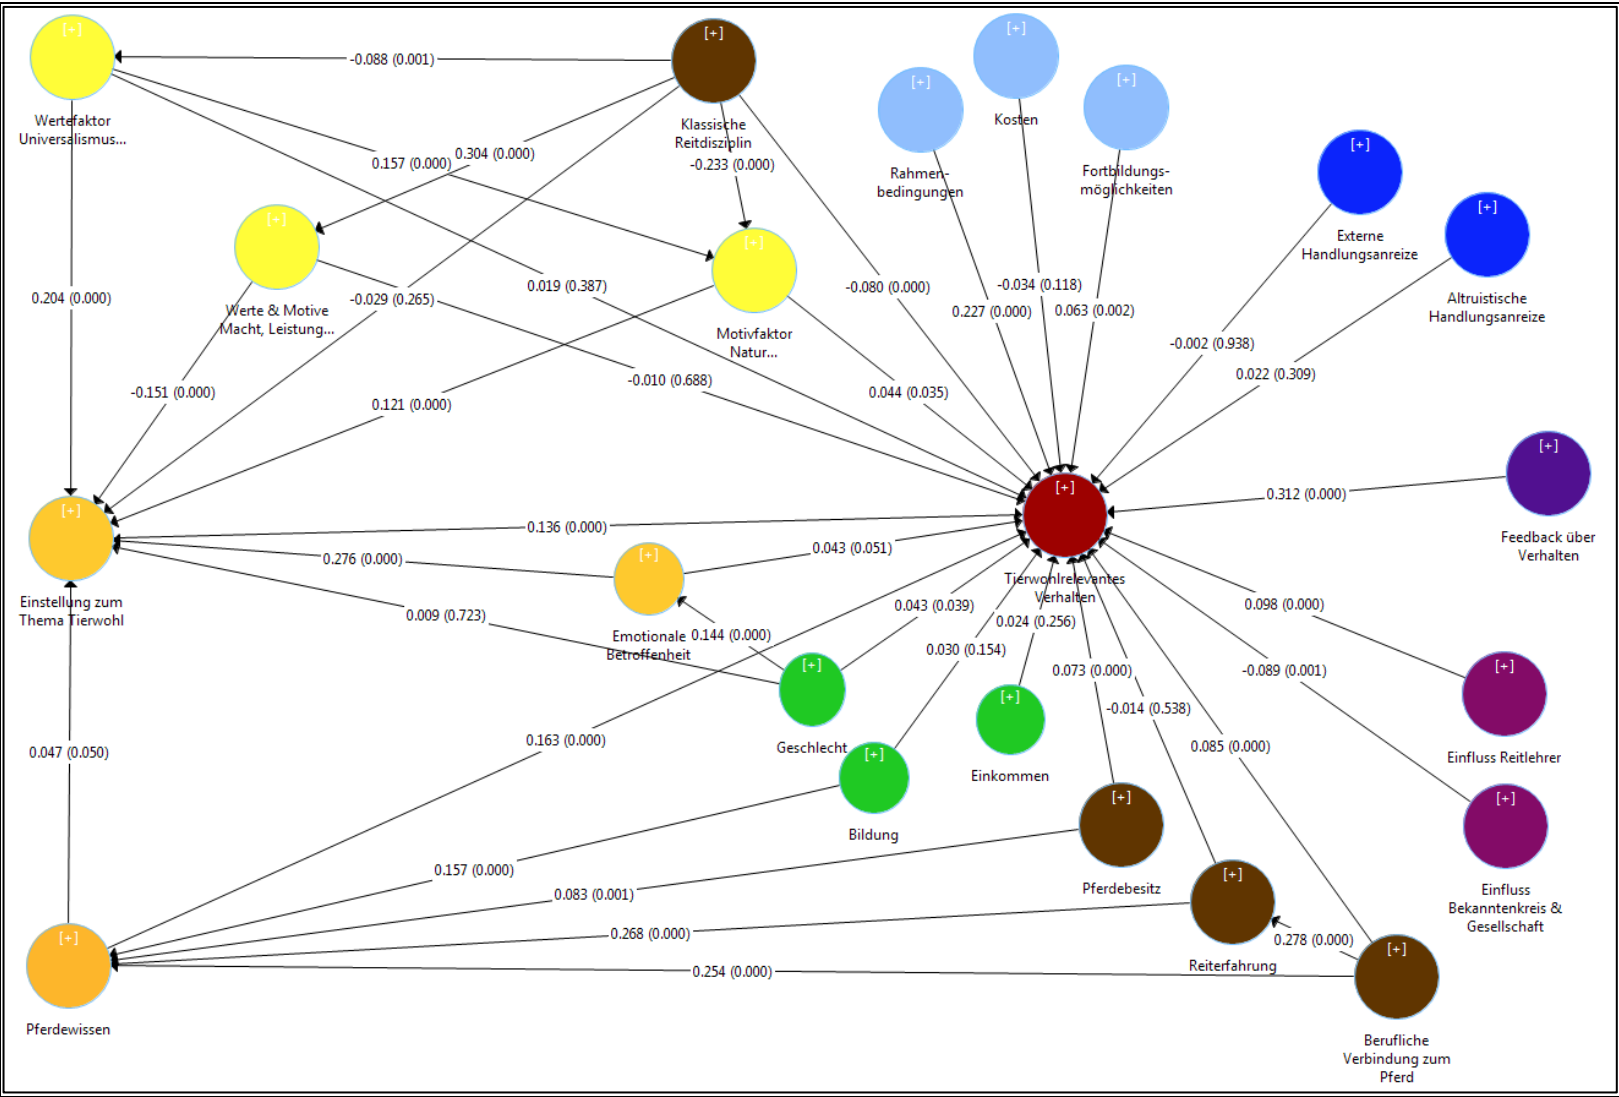 [+]
Wertefaktor
Universalismus...
[+]
Klassische
Reitdisziplin
[+]
Rahmen-
bedingungen
[+]
Kosten
[+]
Fortbildungs-
möglichkeiten
[+]
Externe
Handlungsanreize
[+]
Altruistische
Handlungsanreize
-0.088 (0.001)
0.157 (0.000)
0.304 (0.000)
-0.233 (0.000)
[+]
Werte & Motive
Macht, Leistung...
[+]
Motivfaktor
Natur...
0.204 (0.000)
-0.029 (0.265)
0.019 (0.387)
-0.080 (0.000)
-0.034 (0.118)
0.227 (0.000)
0.063 (0.002)
-0.002 (0.938)
0.022 (0.309)
-0.151 (0.000)
0.121 (0.000)
-0.010 (0.688)
0.044 (0.035)
[+]
Einstellung zum
Thema Tierwohl
[+]
Tierwohlrelevantes
Verhalten
[+]
Feedback über
Verhalten
0.312 (0.000)
0.136 (0.000)
0.276 (0.000)
0.043 (0.051)
[+]
Emotionale
Betroffenheit
0.009 (0.723)
0.144 (0.000)
0.043 (0.039)
0.030 (0.154)
0.024 (0.256)
0.073 (0.000)
-0.014 (0.538)
0.085 (0.000)
0.098 (0.000)
-0.089 (0.001)
[+]
Geschlecht
[+]
Einkommen
[+]
Bildung
[+]
Einfluss Reitlehrer
[+]
Einfluss
Bekanntenkreis &
Gesellschaft
0.047 (0.050)
0.163 (0.000)
[+]
Pferdebesitz
[+]
Reiterfahrung
[+]
Berufliche
Verbindung zum
Pferd
0.157 (0.000)
0.083 (0.001)
0.268 (0.000)
0.278 (0.000)
0.254 (0.000)
[+]
Pferdewissen